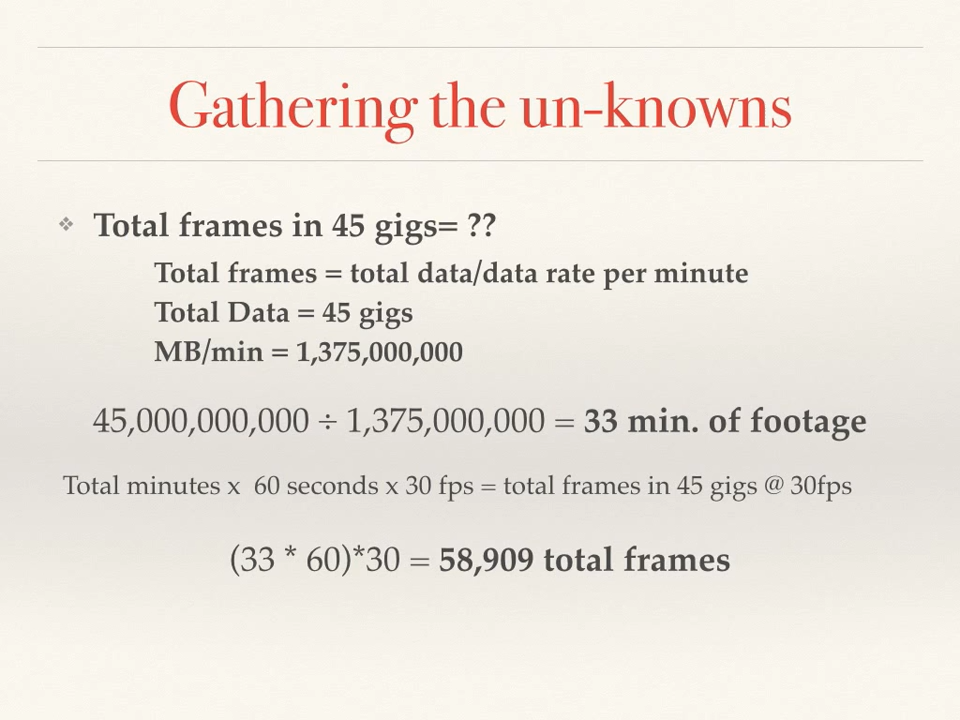 Gathering the un-knowns
❖ Total frames in 45 gigs= ??
Total frames = total data/data rate per minute
Total Data = 45 gigs
MB/min = 1,375,000,000
45,000,000,000 ÷ 1,375,000,000 = 33 min. of footage
Total minutes x  60 seconds x 30 fps = total frames in 45 gigs @ 30fps
(33 * 60)*30 = 58,909 total frames